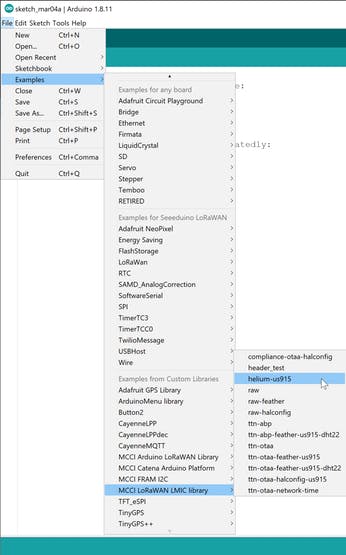 sketch_mar04a | Arduino 1.8.11
File Edit Sketch Tools Help
New Ctrl+N
Open... Ctrl+O
Open Recent
Sketchbook
Examples
Close Ctrl+W
Save Ctrl+S
Save As... Ctrl+Shift+S
Page Setup Ctrl+Shift+P
Print Ctrl+P
Preferences Ctrl+Comma
Quit Ctrl+Q
e:
atedly:
Examples for any board
Adafruit Circuit Playground
Bridge
Ethernet
Firmata
LiquidCrystal
SD
Servo
Stepper
Temboo
RETIRED
Examples for Seeeduino LoRaWAN
Adafruit NeoPixel
Energy Saving
FlashStorage
LoRaWan
RTC
SAMD_AnalogCorrection
SoftwareSerial
SPI
TimerTC3
TimerTCC0
TwilioMessage
USBHost
Wire
Examples from Custom Libraries
Adafruit GPS Library
ArduinoMenu library
Button2
CayenneLPP
CayenneLPPdec
CayenneMQTT
MCCI Arduino LoRaWAN Library
MCCI Catena Arduino Platform
MCCI FRAM I2C
MCCI LoRaWAN LMIC library
TFT_eSPI
TinyGPS
TinyGPS++
compliance-otaa-halconfig
header_test
helium-us915
raw
raw-feather
raw-halconfig
ttn-abp
ttn-abp-feather-us915-dht22
ttn-otaa
ttn-otaa-feather-us915
ttn-otaa-feather-us915-dht22
ttn-otaa-halconfig-us915
ttn-otaa-network-time